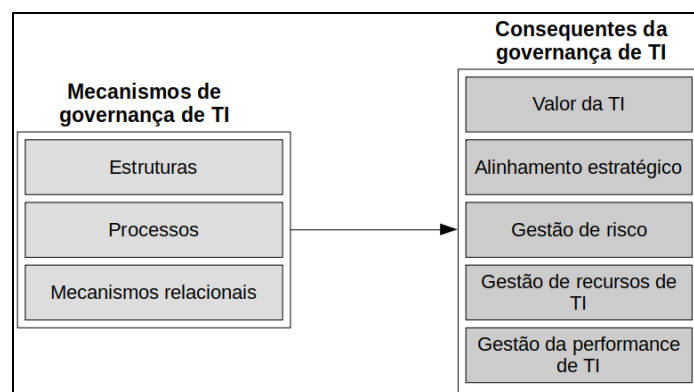 Mecanismos de
governança de TI
Estruturas
Processos
Mecanismos relacionais
Consequentes da
governança de TI
Valor da TI
Alinhamento estratégico
Gestão de risco
Gestão de recursos de
TI
Gestão da performance
de TI